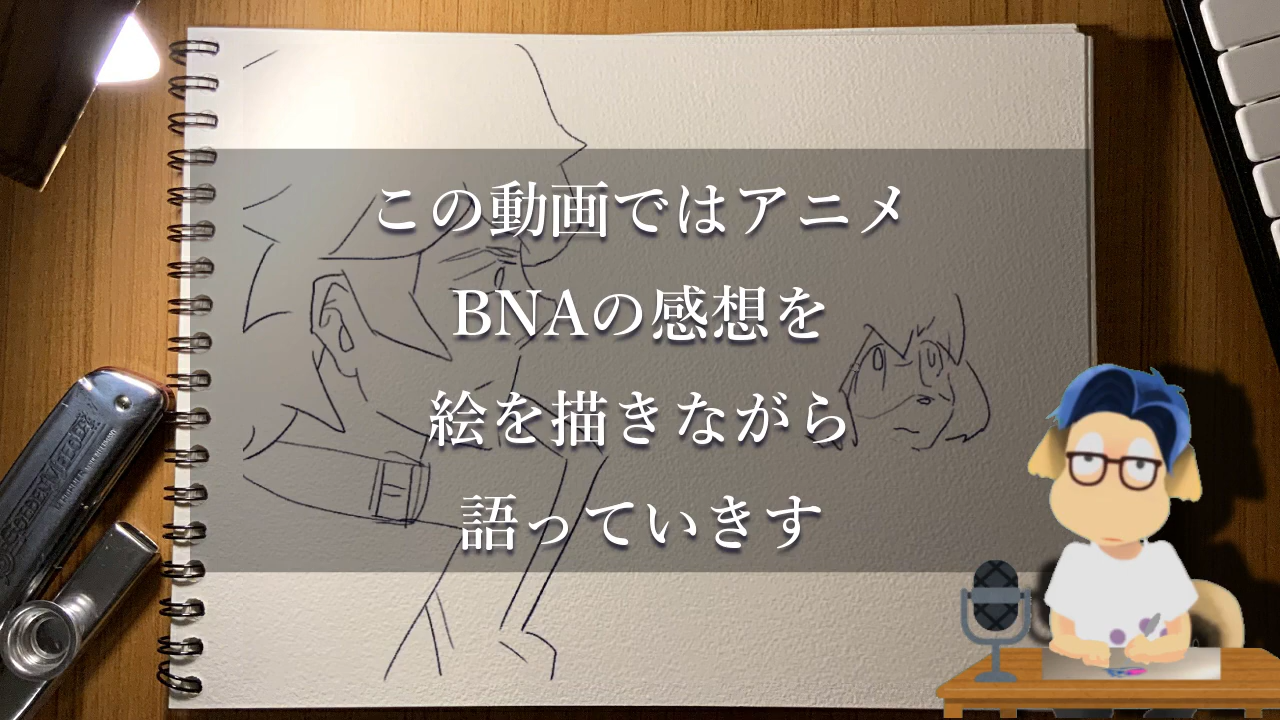 この動画ではアニメ
BNAの感想を
絵を描きながら
語っていきます